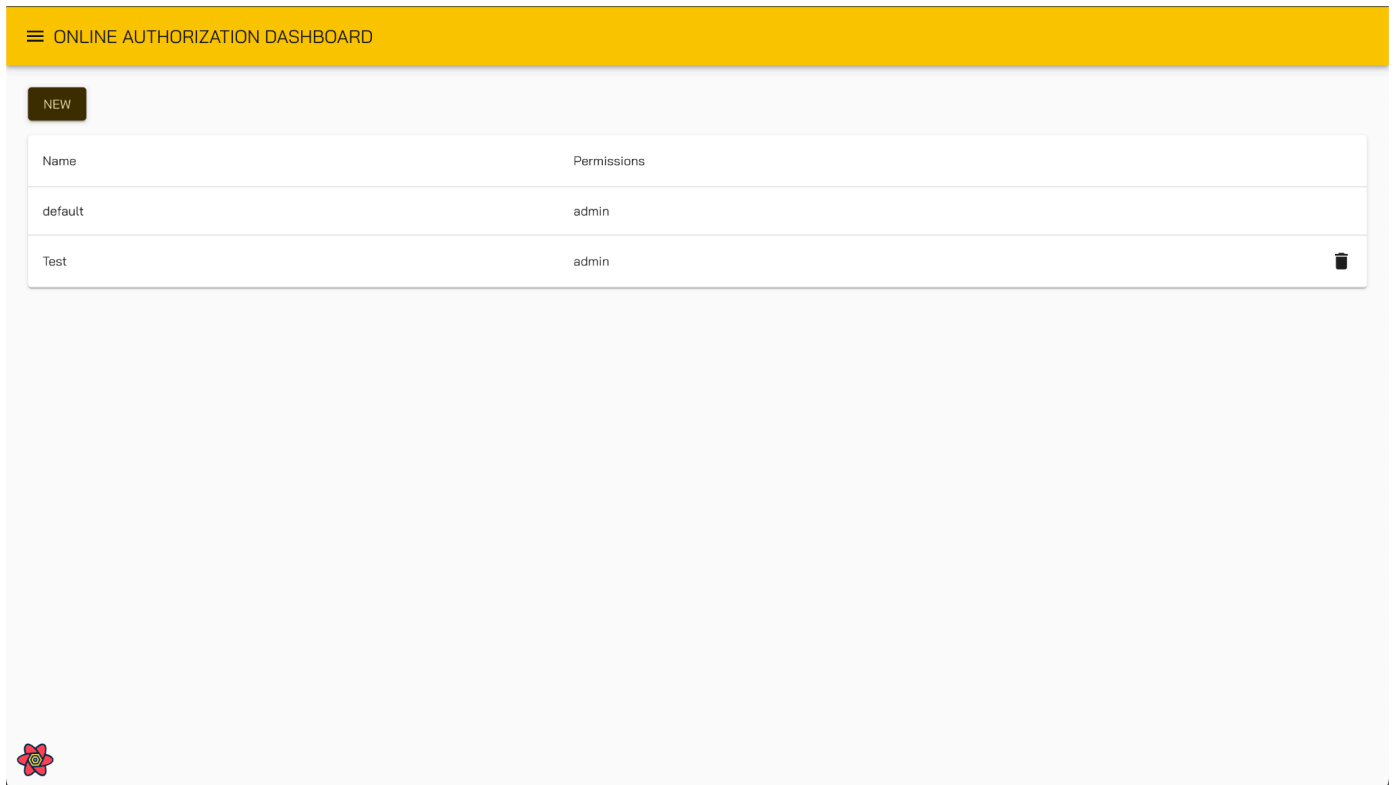 ONLINE AUTHORIZATION DASHBOARD
NEW
Name Permissions
default admin
Test admin